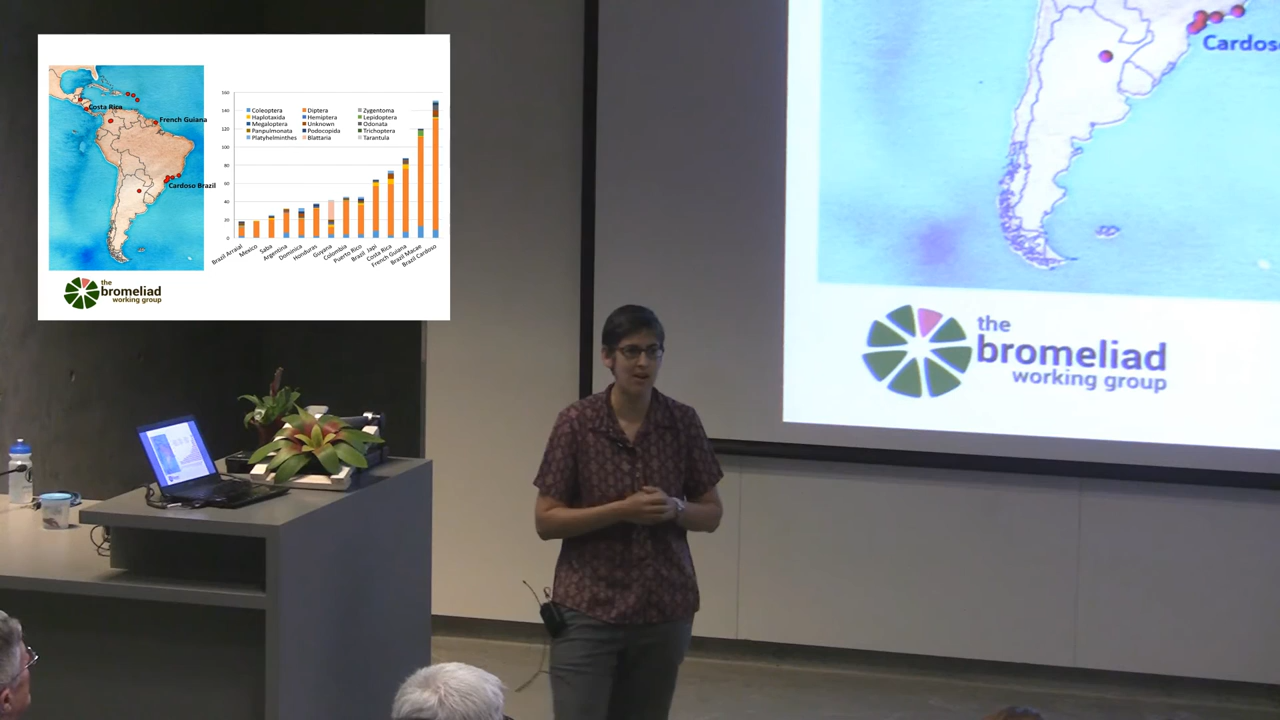 Costa Rica
French Guiana
Cardoso Brazil
160
140
120
100
80
60
40
20
0
Coleoptera
Diptera
Zygentoma
Haplotaxida
Hemiptera
Lepidoptera
Megaloptera
Unknown
Odonata
Panpulmonata
Podocopida
Trichoptera
Platyhelminthes
Blattaria
Tarantula
Brazil Arraial
Mexico
Saba
Argentina
Dominica
Honduras
Guyana
Colombia
Puerto Rico
Brazil Japi
Costa Rica
French Guiana
Brazil Macae
Brazil Cardoso
the
bromeliad
working group
Cardos
the
bromeliad
working group